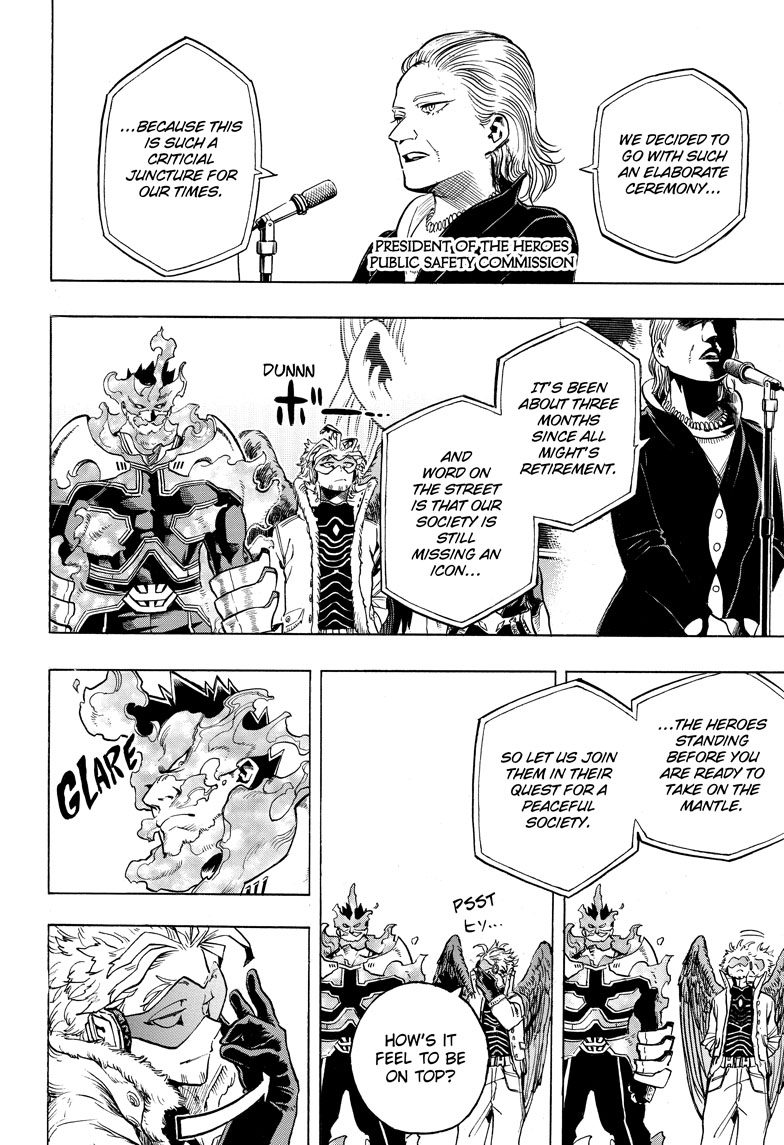 WE DECIDED TO
GO WITH SUCH
AN ELABORATE
CEREMONY...
...BECAUSE THIS
IS SUCH A
CRITICIAL
JUNCTURE FOR
OUR TIMES.
PRESIDENT OF THE HEROES
PUBLIC SAFETY COMMISSION
IT'S BEEN
ABOUT THREE
MONTHS
SINCE ALL
MIGHT'S
RETIREMENT.
AND
WORD ON
THE STREET
IS THAT OUR
SOCIETY IS
STILL
MISSING AN
ICON...
DUNNN
ボーー
...THE HEROES
STANDING
BEFORE YOU
ARE READY TO
TAKE ON THE
MANTLE.
SO LET US JOIN
THEM IN THEIR
QUEST FOR A
PEACEFUL
SOCIETY.
PSST
ヒソ...
HOW'S IT
FEEL TO BE
ON TOP?
GLARE